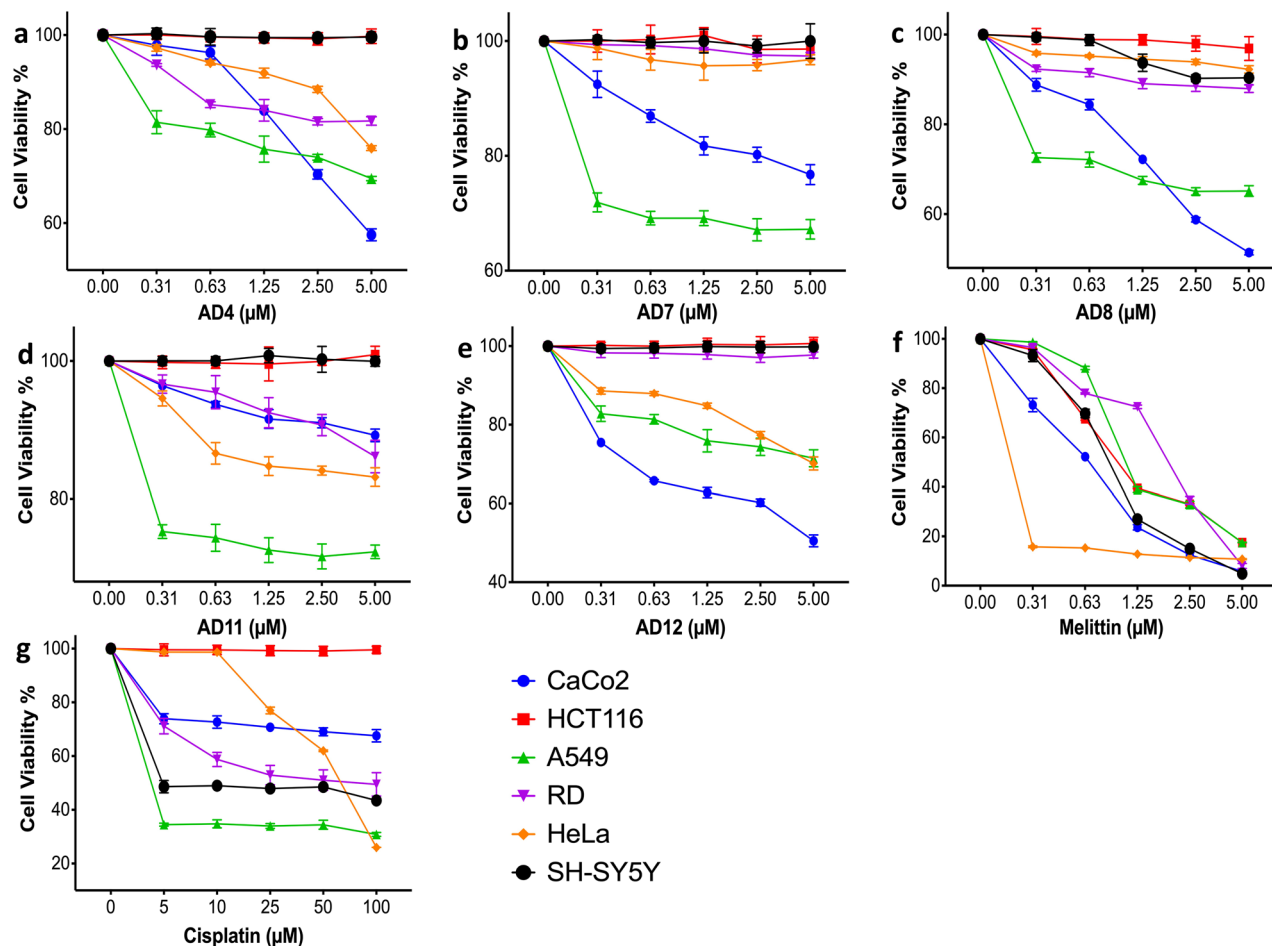 a
Cell Viability %
100
80
60
0.00 0.31 0.63 1.25 2.50 5.00
AD4 (µM)
b
Cell Viability %
100
80
60
0.00 0.31 0.63 1.25 2.50 5.00
AD7 (µM)
c
Cell Viability %
100
80
60
0.00 0.31 0.63 1.25 2.50 5.00
AD8 (µM)
d
Cell Viability %
100
80
0.00 0.31 0.63 1.25 2.50 5.00
AD11 (µM)
e
Cell Viability %
100
80
60
40
0.00 0.31 0.63 1.25 2.50 5.00
AD12 (µM)
f
Cell Viability %
100
80
60
40
20
0
0.00 0.31 0.63 1.25 2.50 5.00
Melittin (µM)
g
Cell Viability %
100
80
60
40
20
0 5 10 25 50 100
Cisplatin (µM)
CaCo2
HCT116
A549
RD
HeLa
SH-SY5Y